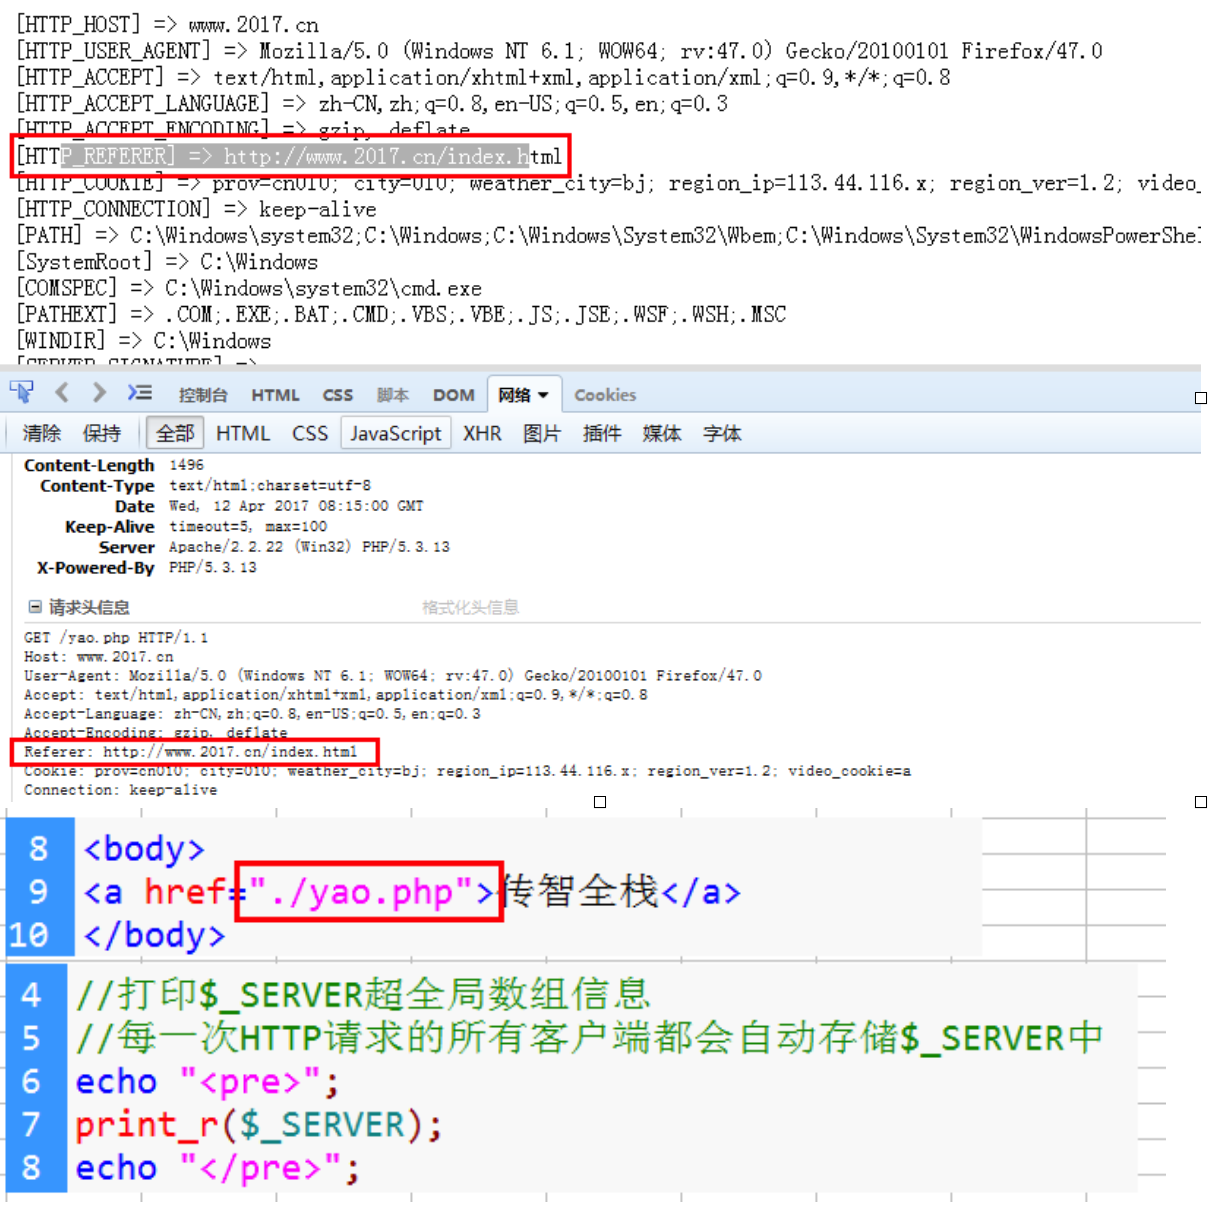 [HTTP_HOST] => www.2017.cn
[HTTP_USER_AGENT] => Mozilla/5.0 (Windows NT 6.1; WOW64; rv:47.0) Gecko/20100101 Firefox/47.0
[HTTP_ACCEPT] => text/html,application/xhtml+xml,application/xml;q=0.9,*/*;q=0.8
[HTTP_ACCEPT_LANGUAGE] => zh-CN,zh;q=0.8,en-US;q=0.5,en;q=0.3
[HTTP_ACCEPT_ENCODING] => gzip, deflate
[HTTP_REFERER] => http://www.2017.cn/index.html
[HTTP_COOKIE] => prov=cn010; city=010; weather_city=bj; region_ip=113.44.116.x; region_ver=1.2; video_
[HTTP_CONNECTION] => keep-alive
[PATH] => C:\Windows\system32;C:\Windows;C:\Windows\System32\Wbem;C:\Windows\System32\WindowsPowerShel
[SystemRoot] => C:\Windows
[COMSPEC] => C:\Windows\system32\cmd.exe
[PATHEXT] => .COM;.EXE;.BAT;.CMD;.VBS;.VBE;.JS;.JSE;.WSF;.WSH;.MSC
[WINDIR] => C:\Windows
[SERVER_SIGNATURE] =>
控制台 HTML CSS 脚本 DOM 网络 Cookies
清除 保持 全部 HTML CSS JavaScript XHR 图片 插件 媒体 字体
Content-Length 1496
Content-Type text/html;charset=utf-8
Date Wed, 12 Apr 2017 08:15:00 GMT
Keep-Alive timeout=5, max=100
Server Apache/2.2.22 (Win32) PHP/5.3.13
X-Powered-By PHP/5.3.13
请求头信息 格式化头信息
GET /yao.php HTTP/1.1
Host: www.2017.cn
User-Agent: Mozilla/5.0 (Windows NT 6.1; WOW64; rv:47.0) Gecko/20100101 Firefox/47.0
Accept: text/html,application/xhtml+xml,application/xml;q=0.9,*/*;q=0.8
Accept-Language: zh-CN,zh;q=0.8,en-US;q=0.5,en;q=0.3
Accept-Encoding: gzip, deflate
Referer: http://www.2017.cn/index.html
Cookie: prov=cn010; city=010; weather_city=bj; region_ip=113.44.116.x; region_ver=1.2; video_cookie=a
Connection: keep-alive
8 <body>
9 <a href="./yao.php">传智全栈</a>
10 </body>
4 //打印$_SERVER超全局数组信息
5 //每一次HTTP请求的所有客户端都会自动存储$_SERVER中
6 echo "<pre>";
7 print_r($_SERVER);
8 echo "</pre>";